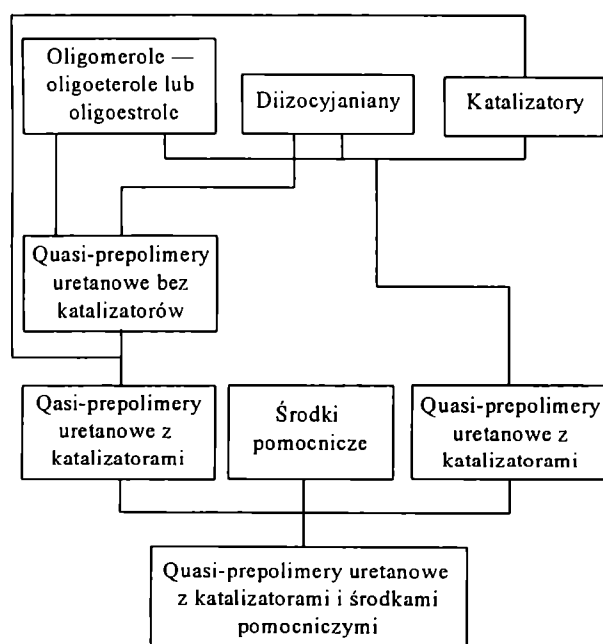 Oligomerole —
oligoeterole lub
oligoestrole
Diizocyjaniany
Katalizatory
Quasi-prepolimery
uretanowe bez
katalizatorów
Qasi-prepolimery
uretanowe z
katalizatorami
Środki
pomocnicze
Quasi-prepolimery
uretanowe z
katalizatorami
Quasi-prepolimery uretanowe
z katalizatorami i środkami
pomocniczymi